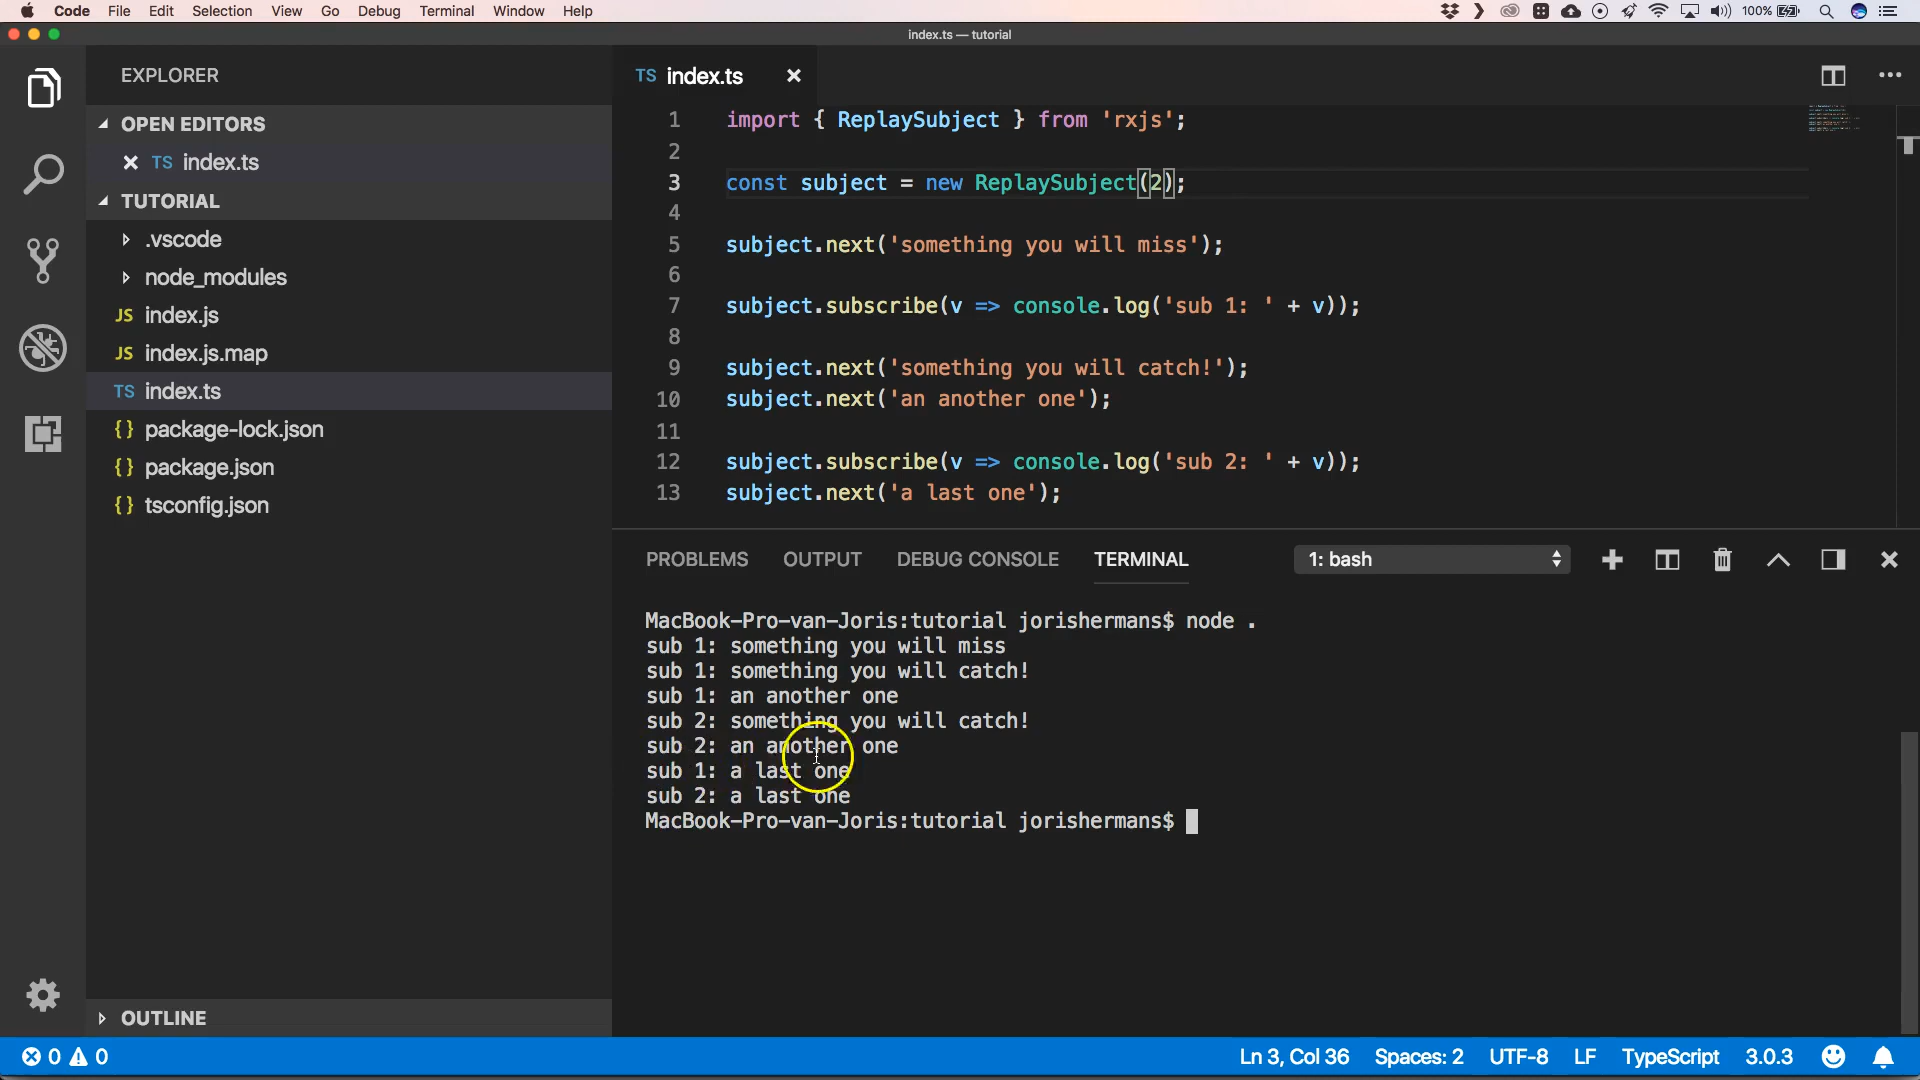 Code File Edit Selection View Go Debug Terminal Window Help 100%
index.ts — tutorial
EXPLORER
OPEN EDITORS
TS index.ts
TUTORIAL
.vscode
node_modules
JS index.js
JS index.js.map
TS index.ts
{} package-lock.json
{} package.json
{} tsconfig.json
OUTLINE
TS index.ts
1 import { ReplaySubject } from 'rxjs';
2
3 const subject = new ReplaySubject(2);
4
5 subject.next('something you will miss');
6
7 subject.subscribe(v => console.log('sub 1: ' + v));
8
9 subject.next('something you will catch!');
10 subject.next('an another one');
11
12 subject.subscribe(v => console.log('sub 2: ' + v));
13 subject.next('a last one');
PROBLEMS OUTPUT DEBUG CONSOLE TERMINAL 1: bash
MacBook-Pro-van-Joris:tutorial jorishermans$ node .
sub 1: something you will miss
sub 1: something you will catch!
sub 1: an another one
sub 2: something you will catch!
sub 2: an another one
sub 1: a last one
sub 2: a last one
MacBook-Pro-van-Joris:tutorial jorishermans$
0 0 Ln 3, Col 36 Spaces: 2 UTF-8 LF TypeScript 3.0.3